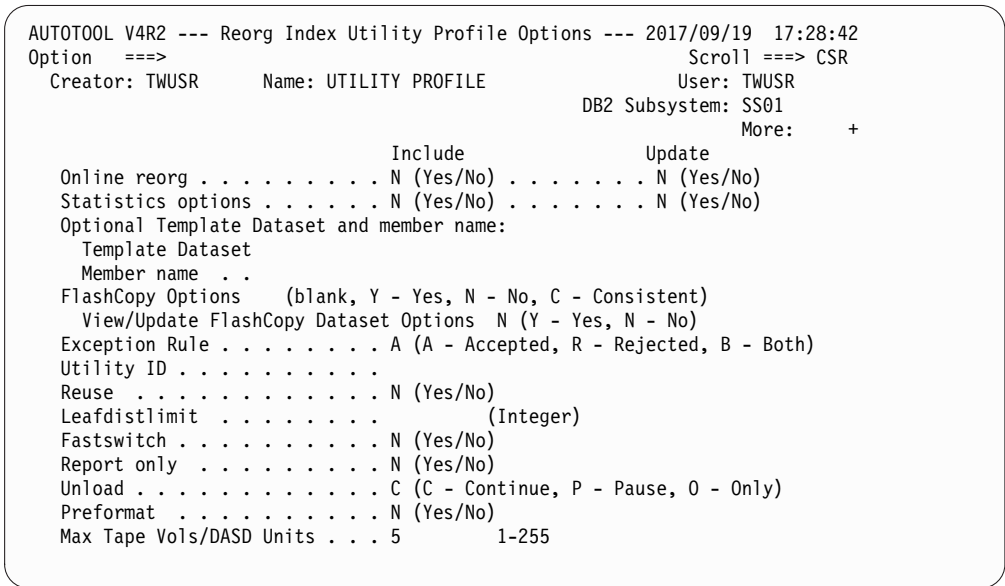 AUTOTOOL V4R2 --- Reorg Index Utility Profile Options --- 2017/09/19 17:28:42
Option ===> Scroll ===> CSR
Creator: TWUSR Name: UTILITY PROFILE User: TWUSR
DB2 Subsystem: SS01
More: +
Include Update
Online reorg . . . . . . . . . N (Yes/No) . . . . . . . N (Yes/No)
Statistics options . . . . . . N (Yes/No) . . . . . . . N (Yes/No)
Optional Template Dataset and member name:
Template Dataset
Member name . .
FlashCopy Options (blank, Y - Yes, N - No, C - Consistent)
View/Update FlashCopy Dataset Options N (Y - Yes, N - No)
Exception Rule . . . . . . . . A (A - Accepted, R - Rejected, B - Both)
Utility ID . . . . . . . . . .
Reuse . . . . . . . . . . . . N (Yes/No)
Leafdistlimit . . . . . . . . (Integer)
Fastswitch . . . . . . . . . . N (Yes/No)
Report only . . . . . . . . . N (Yes/No)
Unload . . . . . . . . . . . . C (C - Continue, P - Pause, O - Only)
Preformat . . . . . . . . . . N (Yes/No)
Max Tape Vols/DASD Units . . . 5 1-255